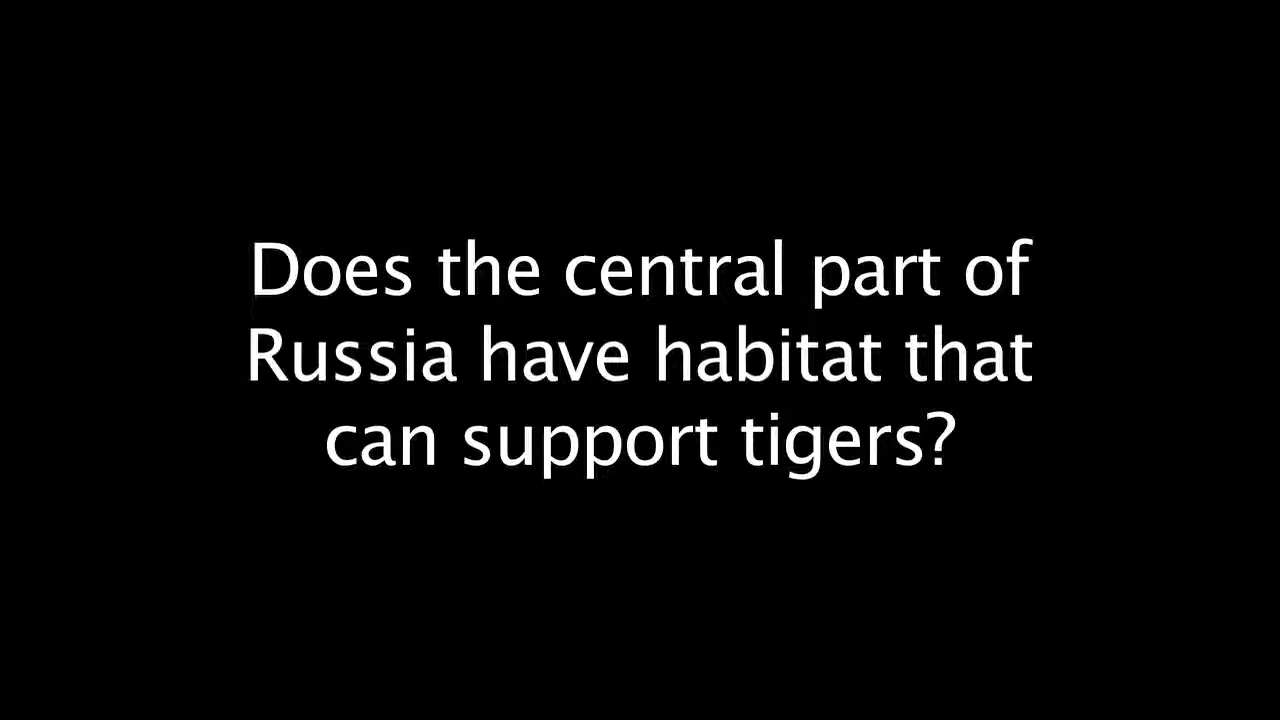 Does the central part of
Russia have habitat that
can support tigers?